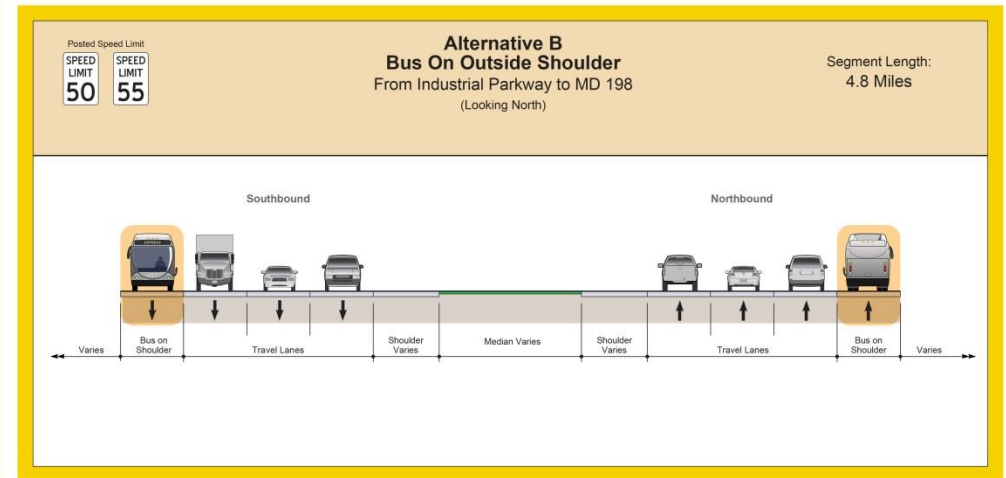 Posted Speed Limit
SPEED
LIMIT
50
SPEED
LIMIT
55
Alternative B
Bus On Outside Shoulder
From Industrial Parkway to MD 198
(Looking North)
Segment Length:
4.8 Miles
Southbound
Northbound
EXPRESS
Varies
Bus on
Shoulder
Travel Lanes
Shoulder
Varies
Median Varies
Shoulder
Varies
Travel Lanes
Bus on
Shoulder
Varies